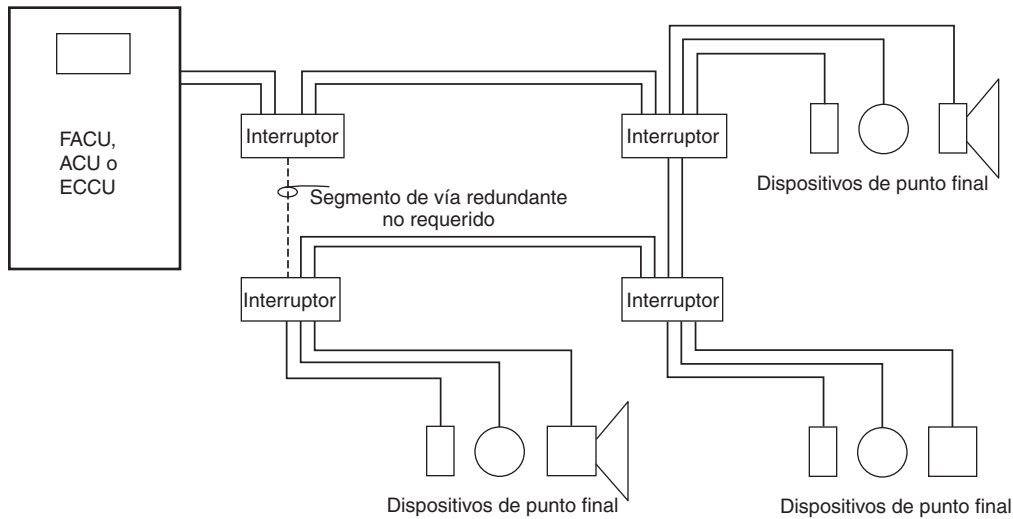 FACU,
ACU o
ECCU
Interruptor
Interruptor
Dispositivos de punto final
Segmento de vía redundante
no requerido
Interruptor
Interruptor
Dispositivos de punto final
Dispositivos de punto final